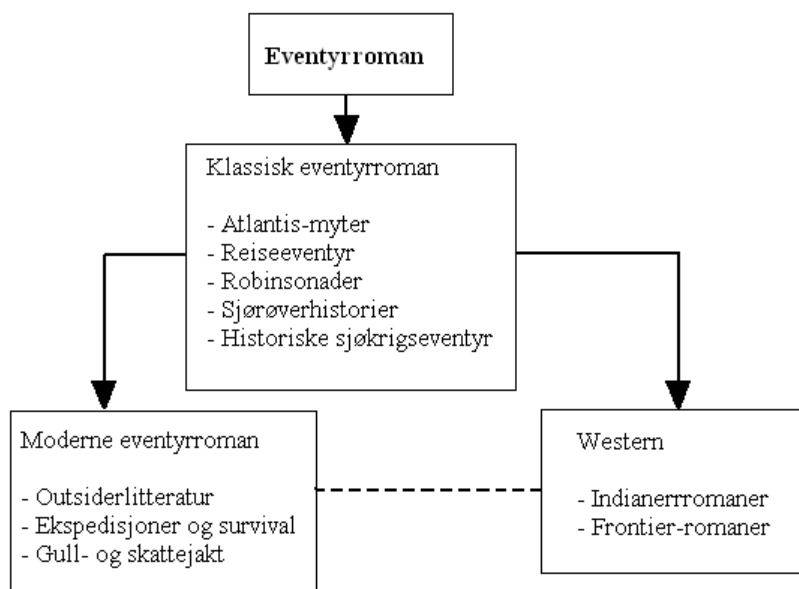 Eventyrroman
Klassisk eventyrroman
- Atlantis-myter
- Reiseeventyr
- Robinsonader
- Sjørøverhistorier
- Historiske sjøkrigseventyr
Moderne eventyrroman
- Outsiderlitteratur
- Ekspedisjoner og survival
- Gull- og skattejakt
Western
- Indianerrromaner
- Frontier-romaner